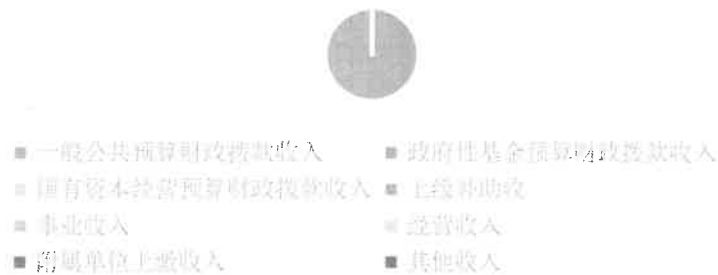 一般公共预算财政拨款收入 政府性基金预算财政拨款收入
国有资本经营预算财政拨款收入 上级补助收
事业收入 经营收入
附属单位上缴收入 其他收入